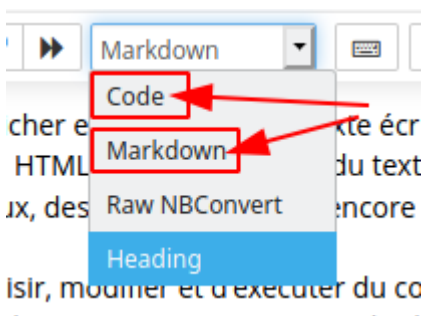 Markdown
Code
cher e xte écr
Markdown
HTML du text
ux, des Raw NBConvert encore
Heading
isir, modifier et d'exécuter du co